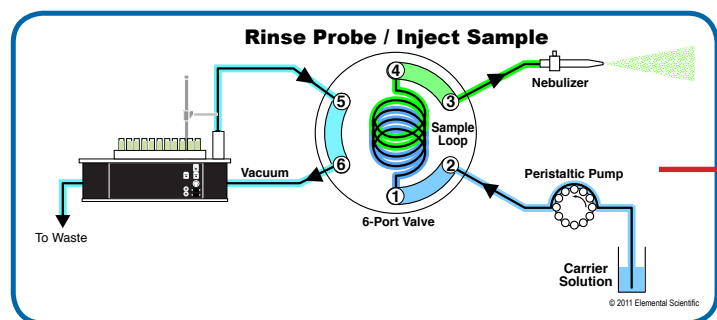 Rinse Probe / Inject Sample
4
5
3
Nebulizer
Sample
Loop
6
Vacuum
2
Peristaltic Pump
1
6-Port Valve
To Waste
Carrier
Solution
© 2011 Elemental Scientific